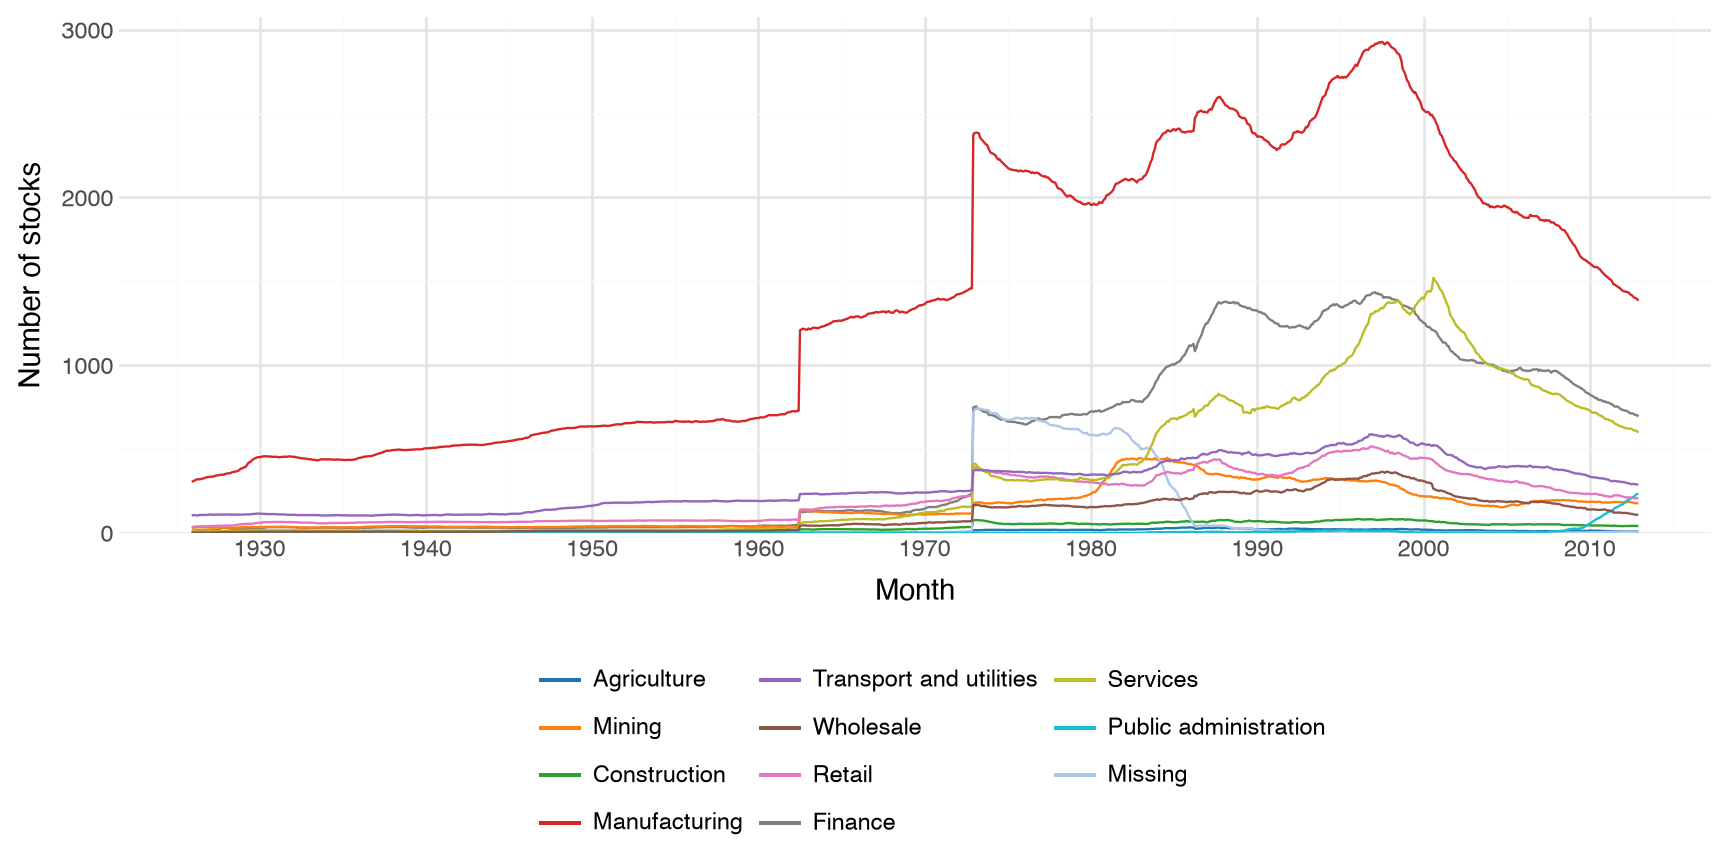 3000
2000
1000
0
Number of stocks
1930 1940 1950 1960 1970 1980 1990 2000 2010
Month
Agriculture Transport and utilities Services
Mining Wholesale Public administration
Construction Retail Missing
Manufacturing Finance